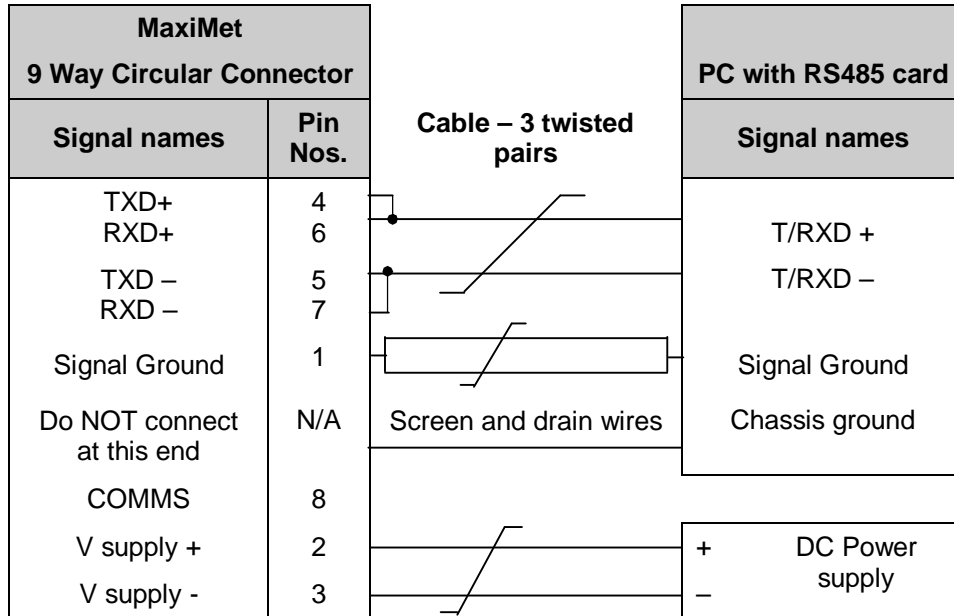 MaxiMet
9 Way Circular Connector
PC with RS485 card
Signal names
Pin
Nos.
Cable – 3 twisted
pairs
Signal names
TXD+ 4
RXD+ 6 T/RXD +
TXD – 5 T/RXD –
RXD – 7
Signal Ground 1 Signal Ground
Do NOT connect N/A Screen and drain wires Chassis ground
at this end
COMMS 8
V supply + 2 + DC Power
supply
V supply - 3 –